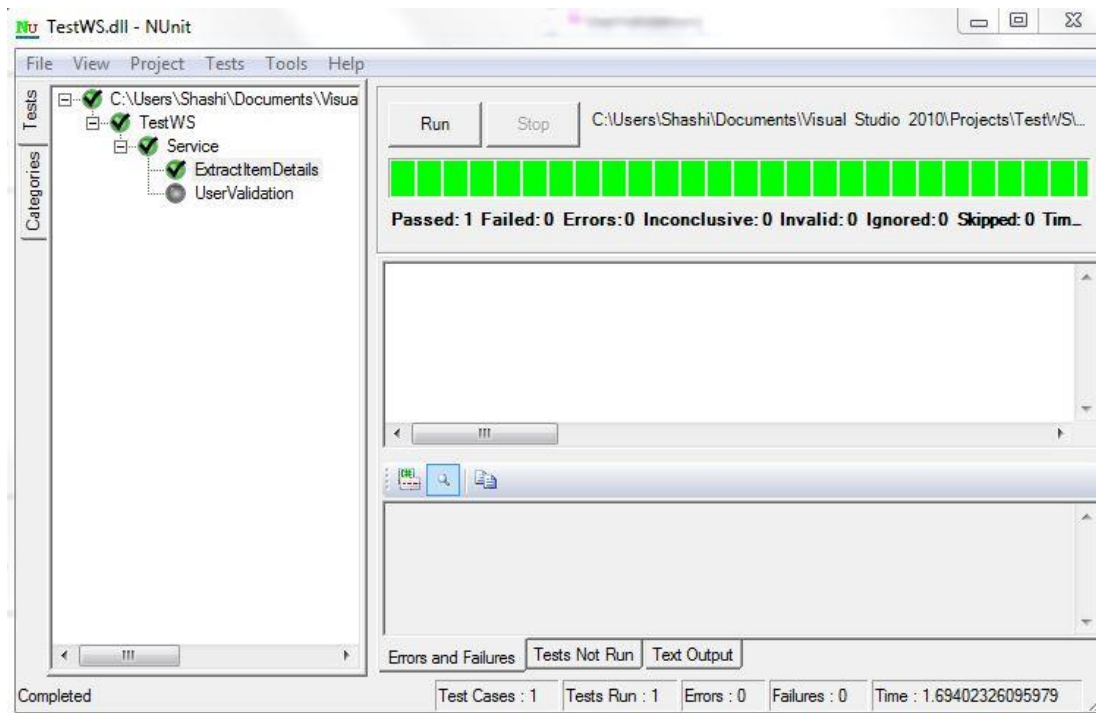 NU TestWS.dll - NUnit
File View Project Tests Tools Help
Tests
Categories
C:\Users\Shashi\Documents\Visua
TestWS
Service
ExtractItemDetails
UserValidation
Run
Stop
C:\Users\Shashi\Documents\Visual Studio 2010\Projects\TestWS\...
Passed: 1 Failed: 0 Errors: 0 Inconclusive: 0 Invalid: 0 Ignored: 0 Skipped: 0 Tim...
Errors and Failures
Tests Not Run
Text Output
Completed
Test Cases : 1
Tests Run : 1
Errors : 0
Failures : 0
Time : 1.69402326095979